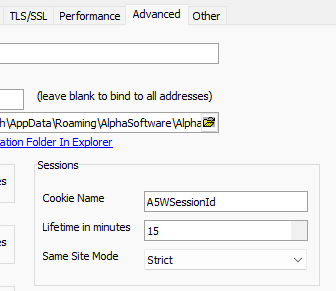 TLS/SSL Performance Advanced Other
(leave blank to bind to all addresses)
h\AppData\Roaming\AlphaSoftware\Alpha
ation Folder In Explorer
Sessions
Cookie Name A5WSessionId
Lifetime in minutes 15
Same Site Mode Strict